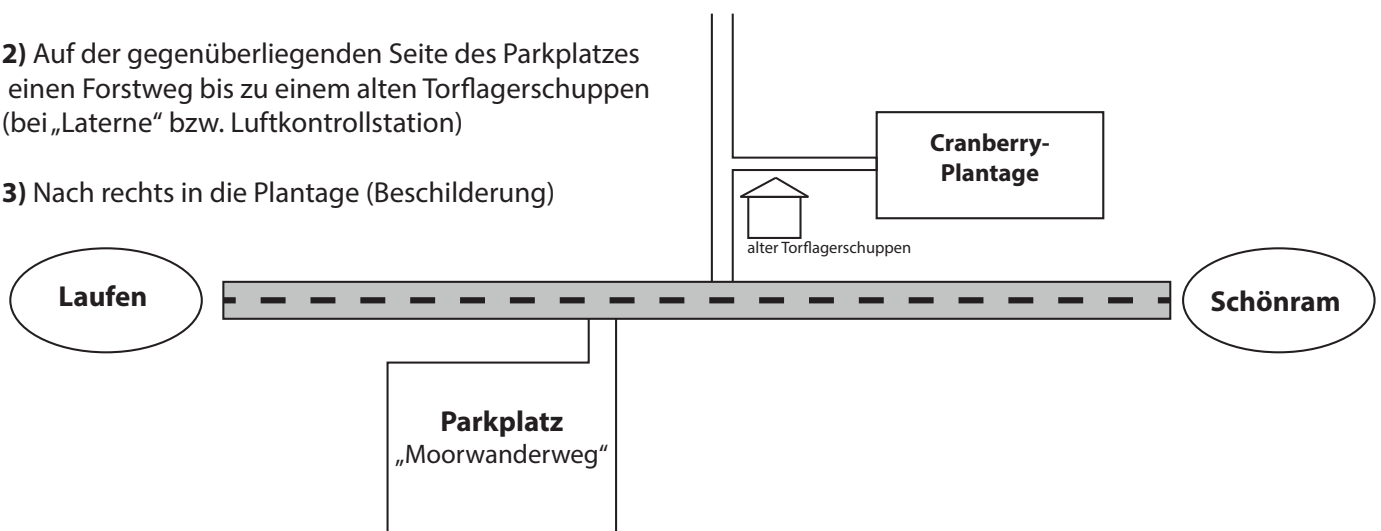 2) Auf der gegenüberliegenden Seite des Parkplatzes
einen Forstweg bis zu einem alten Torflagerschuppen
(bei „Laterne“ bzw. Luftkontrollstation)
3) Nach rechts in die Plantage (Beschilderung)
Cranberry-
Plantage
alter Torflagerschuppen
Laufen
Schönram
Parkplatz
„Moorwanderweg“